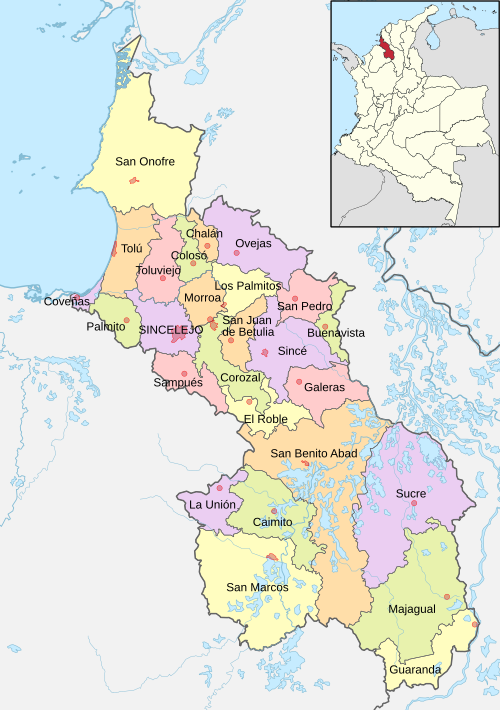 San Onofre
Chalán
Tolú
Ovejas
Colosó
Toluviejo
Los Palmitos
Morroa
Coveñas
San Pedro
San Juan
de Betulia
Palmito
SINCELEJO
Buenavista
Sincé
Corozal
Sampués
Galeras
El Roble
San Benito Abad
Sucre
La Unión
Caimito
San Marcos
Majagual
Guaranda